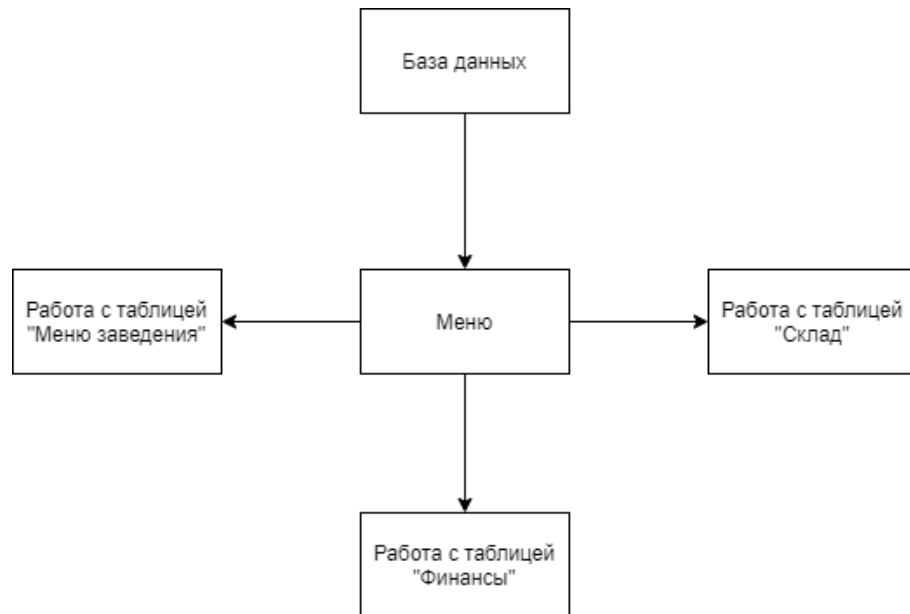 База данных
Работа с таблицей
"Меню заведения"
Меню
Работа с таблицей
"Склад"
Работа с таблицей
"Финансы"